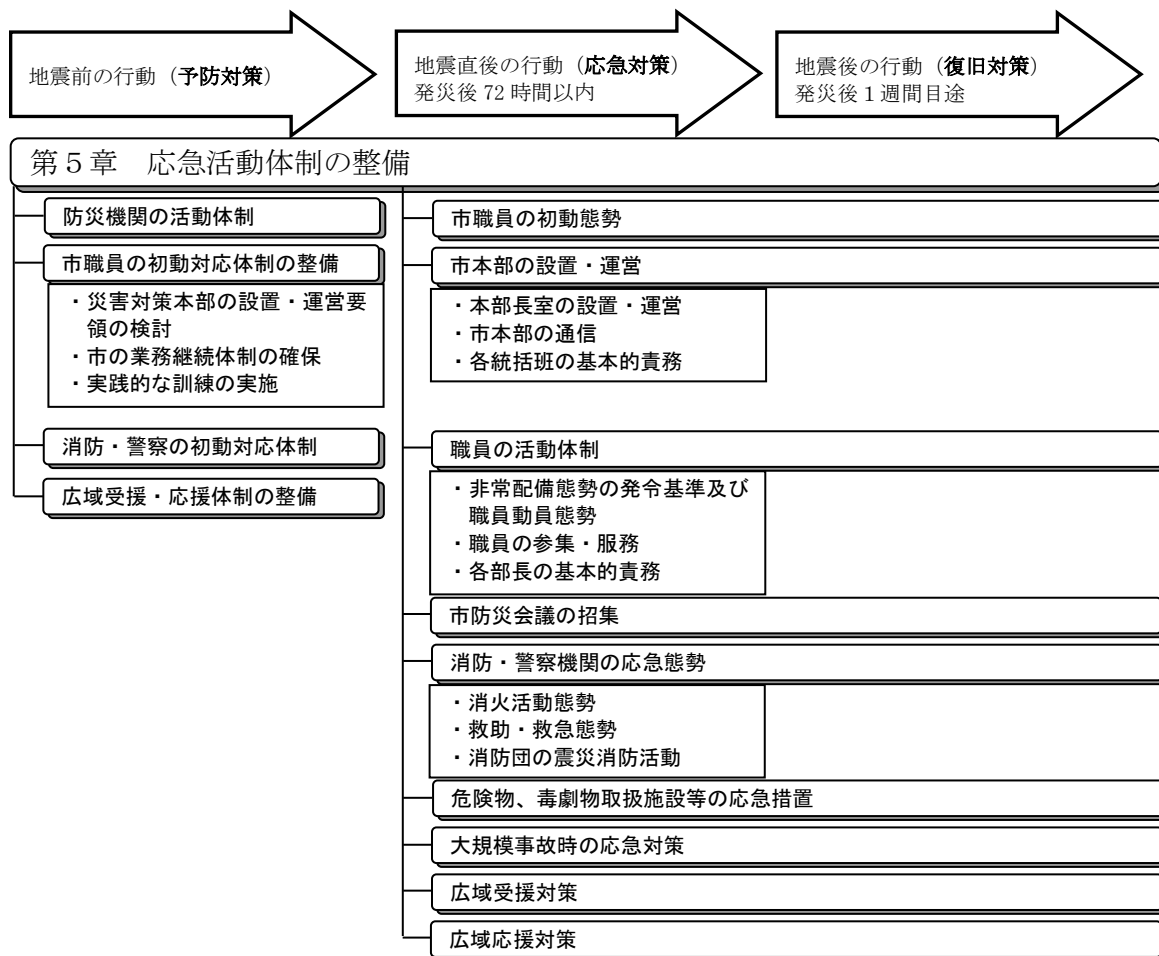 地震前の行動（予防対策）
地震直後の行動（応急対策）
発災後 72 時間以内
地震後の行動（復旧対策）
発災後 1 週間目途
第５章　応急活動体制の整備
防災機関の活動体制
市職員の初動対応体制の整備
・災害対策本部の設置・運営要
領の検討
・市の業務継続体制の確保
・実践的な訓練の実施
消防・警察の初動対応体制
広域受援・応援体制の整備
市職員の初動態勢
市本部の設置・運営
・本部長室の設置・運営
・市本部の通信
・各統括班の基本的責務
職員の活動体制
・非常配備態勢の発令基準及び
職員動員態勢
・職員の参集・服務
・各部長の基本的責務
市防災会議の招集
消防・警察機関の応急態勢
・消火活動態勢
・救助・救急態勢
・消防団の震災消防活動
危険物、毒劇物取扱施設等の応急措置
大規模事故時の応急対策
広域受援対策
広域応援対策